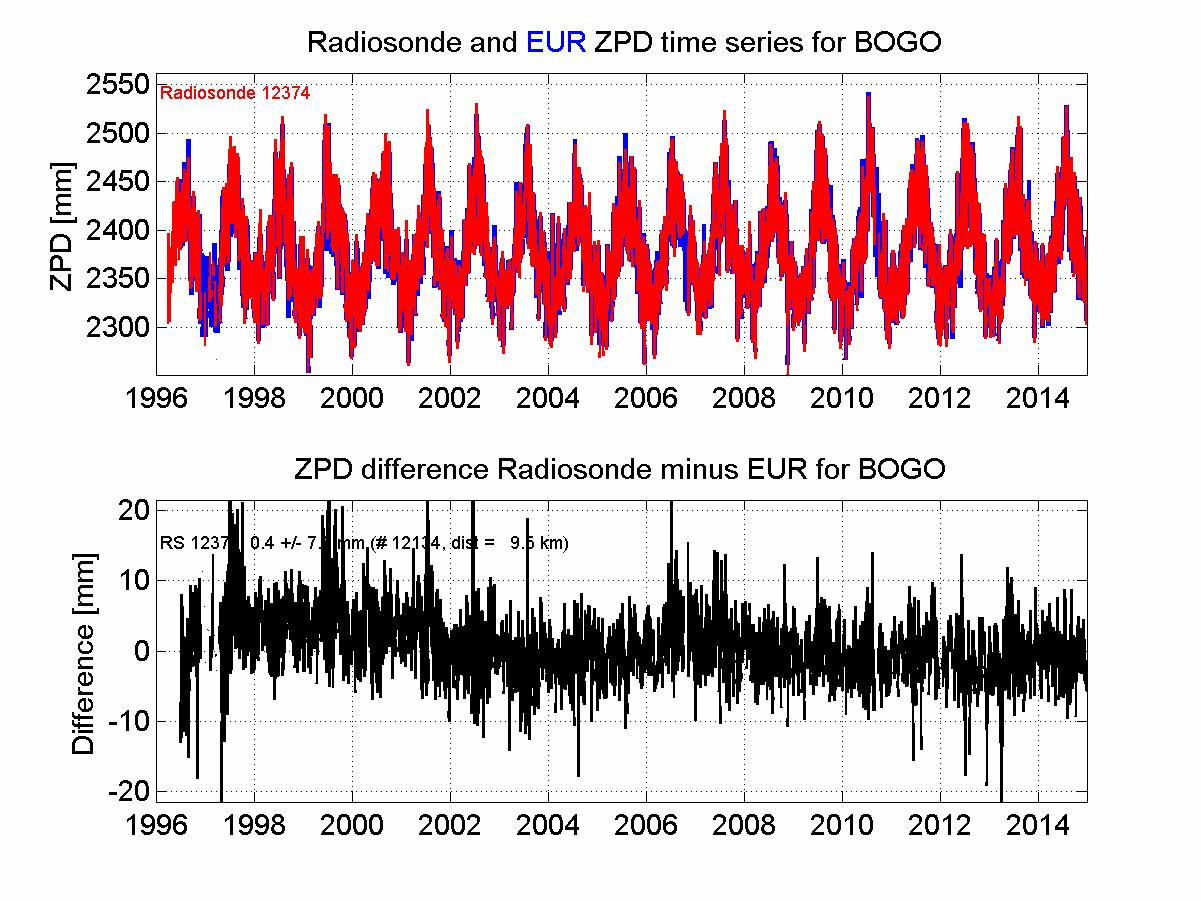 Radiosonde and EUR ZPD time series for BOGO
Radiosonde 12374
ZPD [mm]
2550
2500
2450
2400
2350
2300
1996 1998 2000 2002 2004 2006 2008 2010 2012 2014
ZPD difference Radiosonde minus EUR for BOGO
RS 0.4 +/- mm (# dist = km)
Difference [mm]
20
10
0
-10
-20
1996 1998 2000 2002 2004 2006 2008 2010 2012 2014